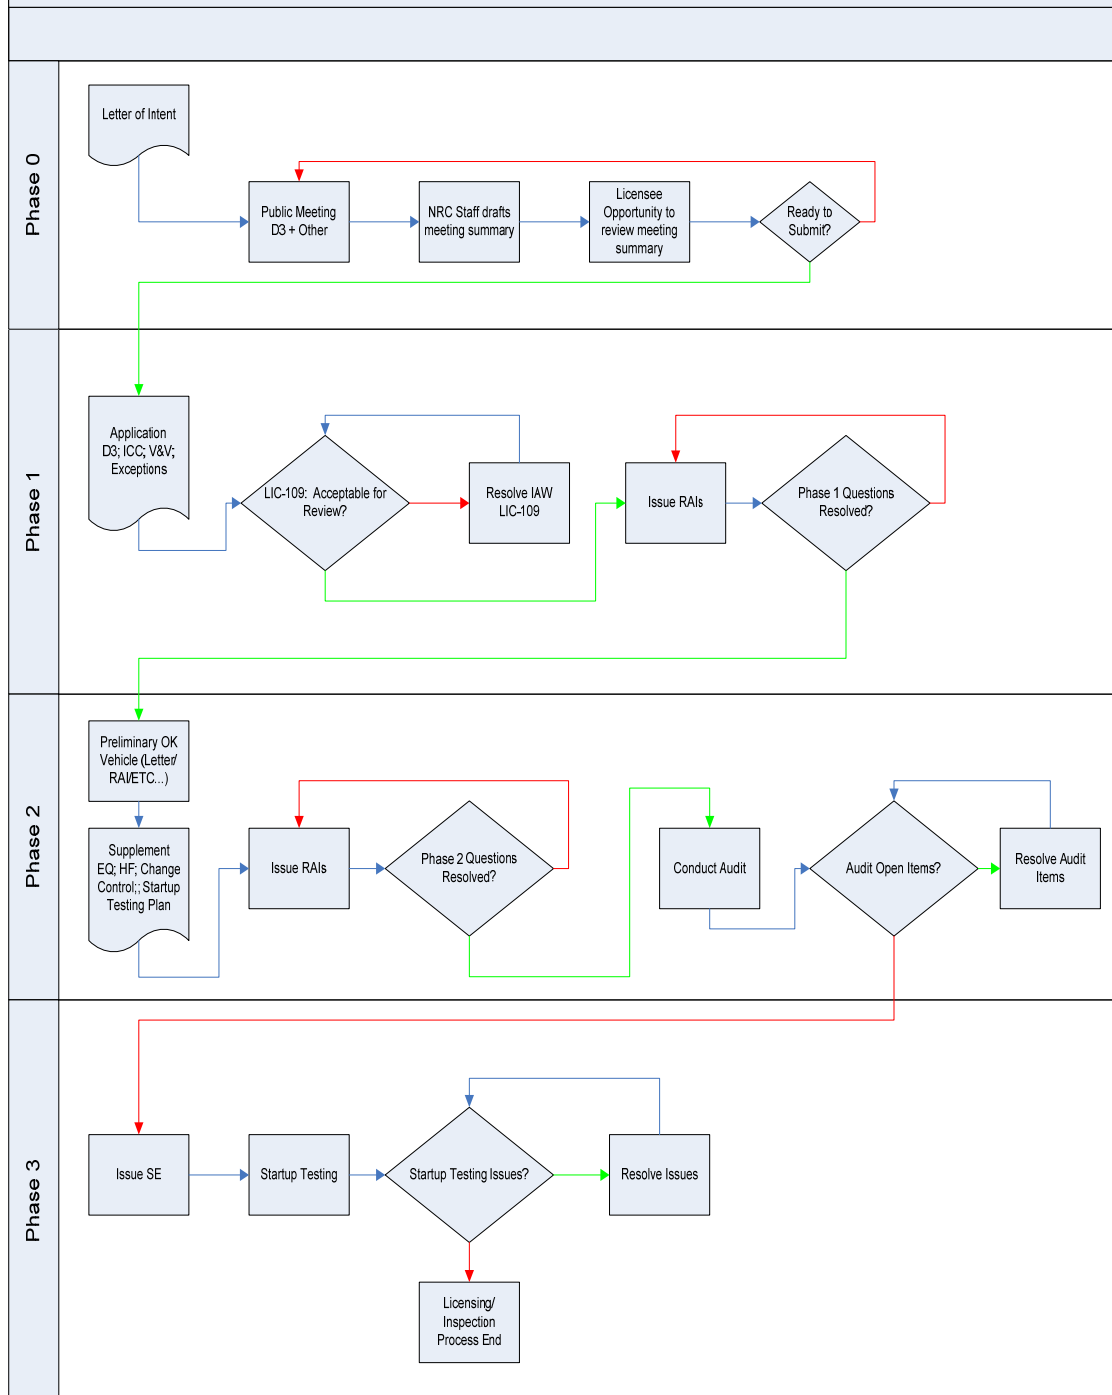 Phase 0
Letter of Intent
Public Meeting
D3 + Other
NRC Staff drafts
meeting summary
Licensee
Opportunity to
review meeting
summary
Ready to
Submit?
Phase 1
Application
D3; ICC; V&V;
Exceptions
LIC-109: Acceptable for
Review?
Resolve IAW
LIC-109
Issue RAIs
Phase 1 Questions
Resolved?
Phase 2
Preliminary OK
Vehicle (Letter/
RAI/ETC...)
Supplement
EQ; HF; Change
Control;; Startup
Testing Plan
Issue RAIs
Phase 2 Questions
Resolved?
Conduct Audit
Audit Open Items?
Resolve Audit
Items
Phase 3
Issue SE
Startup Testing
Startup Testing Issues?
Resolve Issues
Licensing/
Inspection
Process End